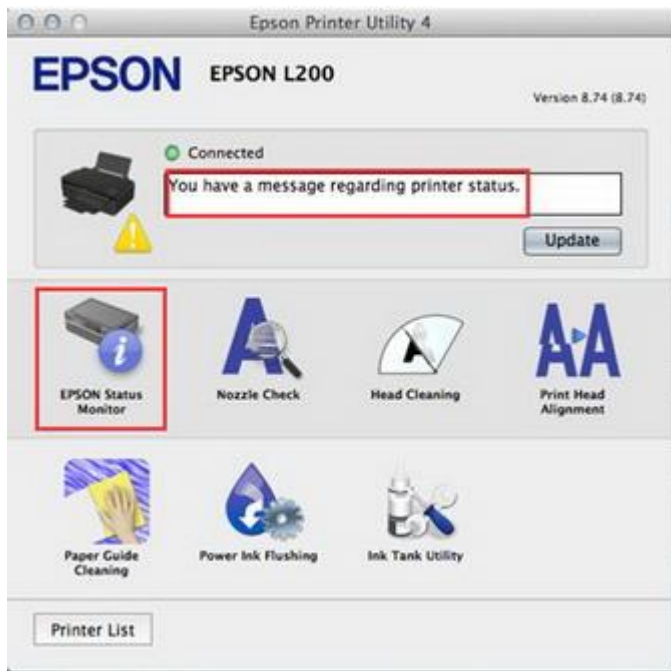 Epson Printer Utility 4
EPSON EPSON L200
Version 8.74 (8.74)
Connected
You have a message regarding printer status.
Update
EPSON Status
Monitor
Nozzle Check
Head Cleaning
Print Head
Alignment
Paper Guide
Cleaning
Power Ink Flushing
Ink Tank Utility
Printer List